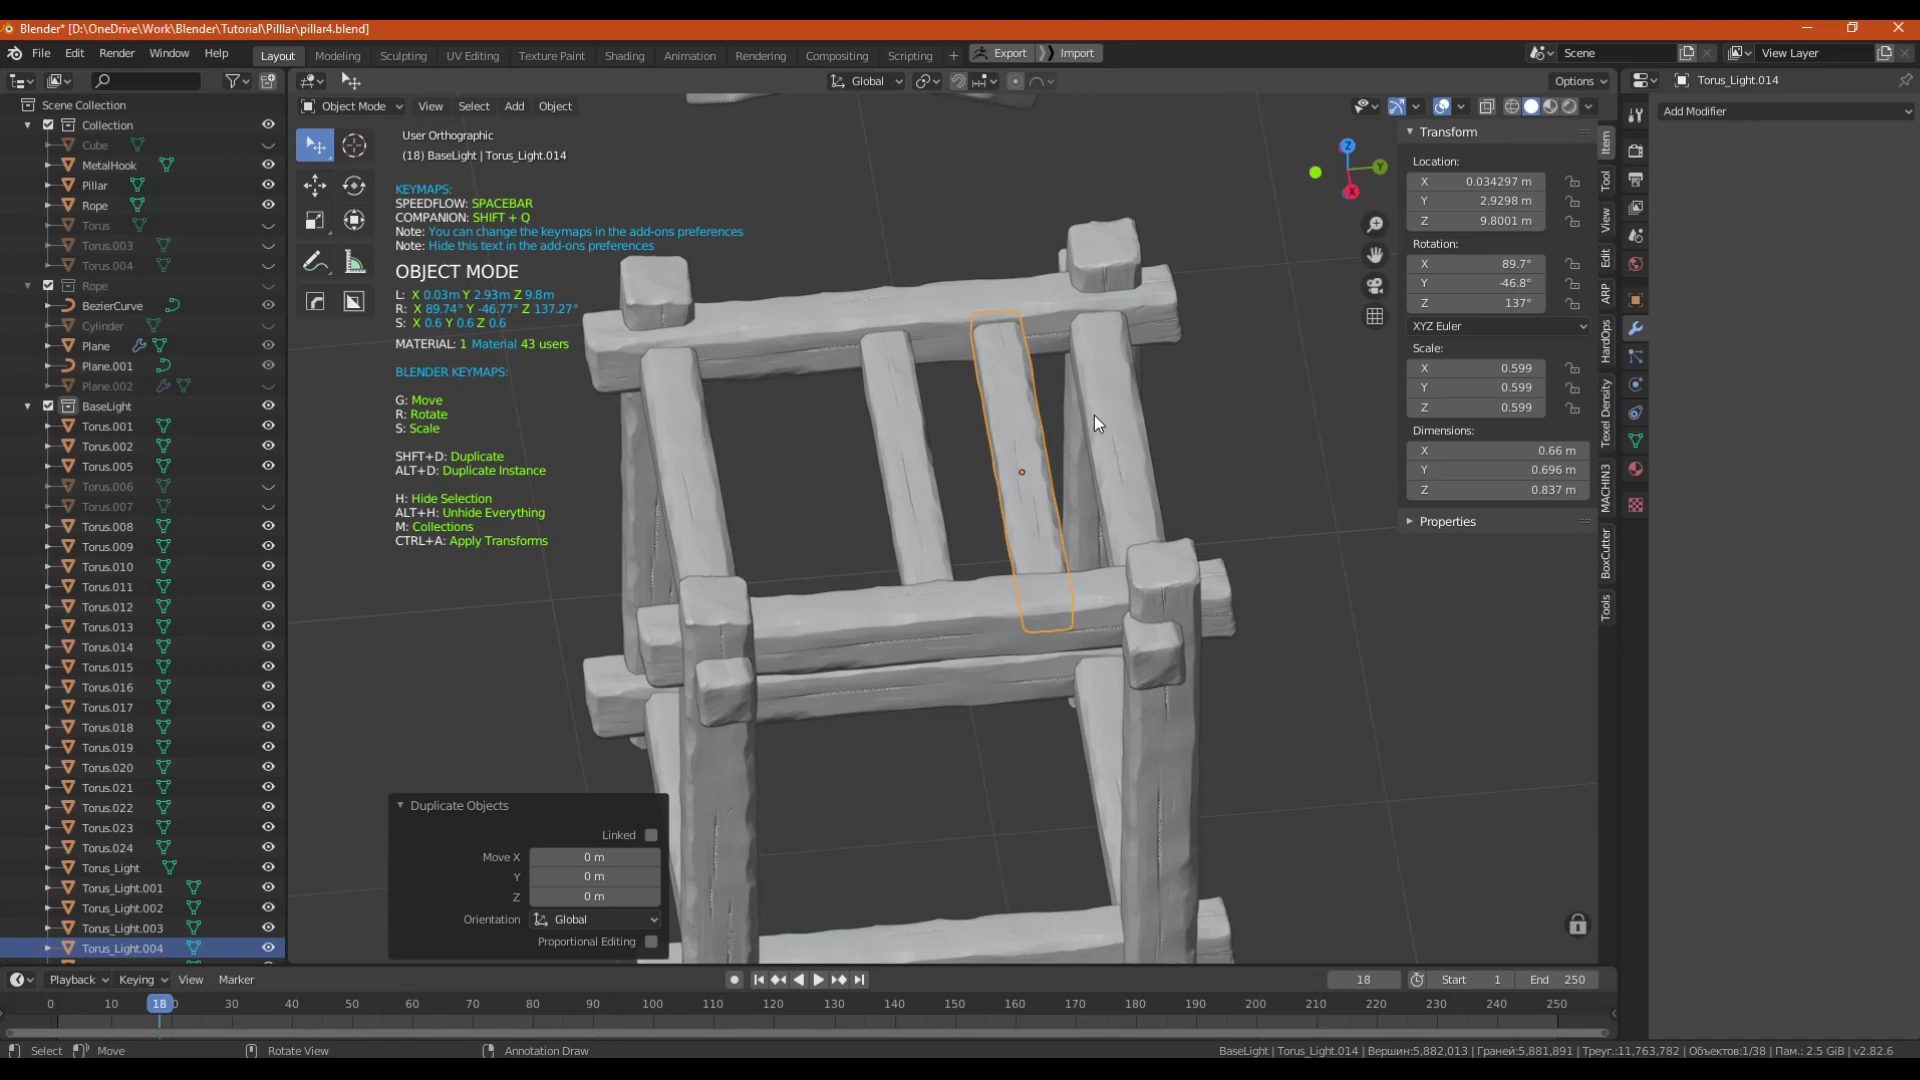 Blender* [D:\OneDrive\Work\Blender\Tutorial\Pilllar\pillar4.blend]
File Edit Render Window Help Layout Modeling Sculpting UV Editing Texture Paint Shading Animation Rendering Compositing Scripting + Export Import Scene View Layer
Global Options Torus_Light.014
Object Mode View Select Add Object
Add Modifier
Scene Collection
Collection
Cube
MetalHook
Pillar
Rope
Torus
Torus.003
Torus.004
Rope
BezierCurve
Cylinder
Plane
Plane.001
Plane.002
BaseLight
Torus.001
Torus.002
Torus.005
Torus.006
Torus.007
Torus.008
Torus.009
Torus.010
Torus.011
Torus.012
Torus.013
Torus.014
Torus.015
Torus.016
Torus.017
Torus.018
Torus.019
Torus.020
Torus.021
Torus.022
Torus.023
Torus.024
Torus_Light
Torus_Light.001
Torus_Light.002
Torus_Light.003
Torus_Light.004
User Orthographic
(18) BaseLight | Torus_Light.014
KEYMAPS:
SPEEDFLOW: SPACEBAR
COMPANION: SHIFT + Q
Note: You can change the keymaps in the add-ons preferences
Note: Hide this text in the add-ons preferences
OBJECT MODE
L: X 0.03m Y 2.93m Z 9.8m
R: X 89.74° Y -46.77° Z 137.27°
S: X 0.6 Y 0.6 Z 0.6
MATERIAL: 1 Material 43 users
BLENDER KEYMAPS:
G: Move
R: Rotate
S: Scale
SHFT+D: Duplicate
ALT+D: Duplicate Instance
H: Hide Selection
ALT+H: Unhide Everything
M: Collections
CTRL+A: Apply Transforms
Z
Y
X
Transform
Location:
X 0.034297 m
Y 2.9298 m
Z 9.8001 m
Rotation:
X 89.7°
Y -46.8°
Z 137°
XYZ Euler
Scale:
X 0.599
Y 0.599
Z 0.599
Dimensions:
X 0.66 m
Y 0.696 m
Z 0.837 m
Properties
Item
Tool
View
Edit
ARP
HardOps
Texel Density
MACHIN3
BoxCutter
Tools
Duplicate Objects
Linked
Move X 0 m
Y 0 m
Z 0 m
Orientation Global
Proportional Editing
Playback Keying View Marker 18 Start 1 End 250
0 10 18 30 40 50 60 70 80 90 100 110 120 130 140 150 160 170 180 190 200 210 220 230 240 250
Select Move Rotate View Annotation Draw BaseLight | Torus_Light.014 | Вершин:5,882,013 | Граней:5,881,891 | Треуг.:11,763,782 | Объектов:1/38 | Пам.: 2.5 GiB | v2.82.6